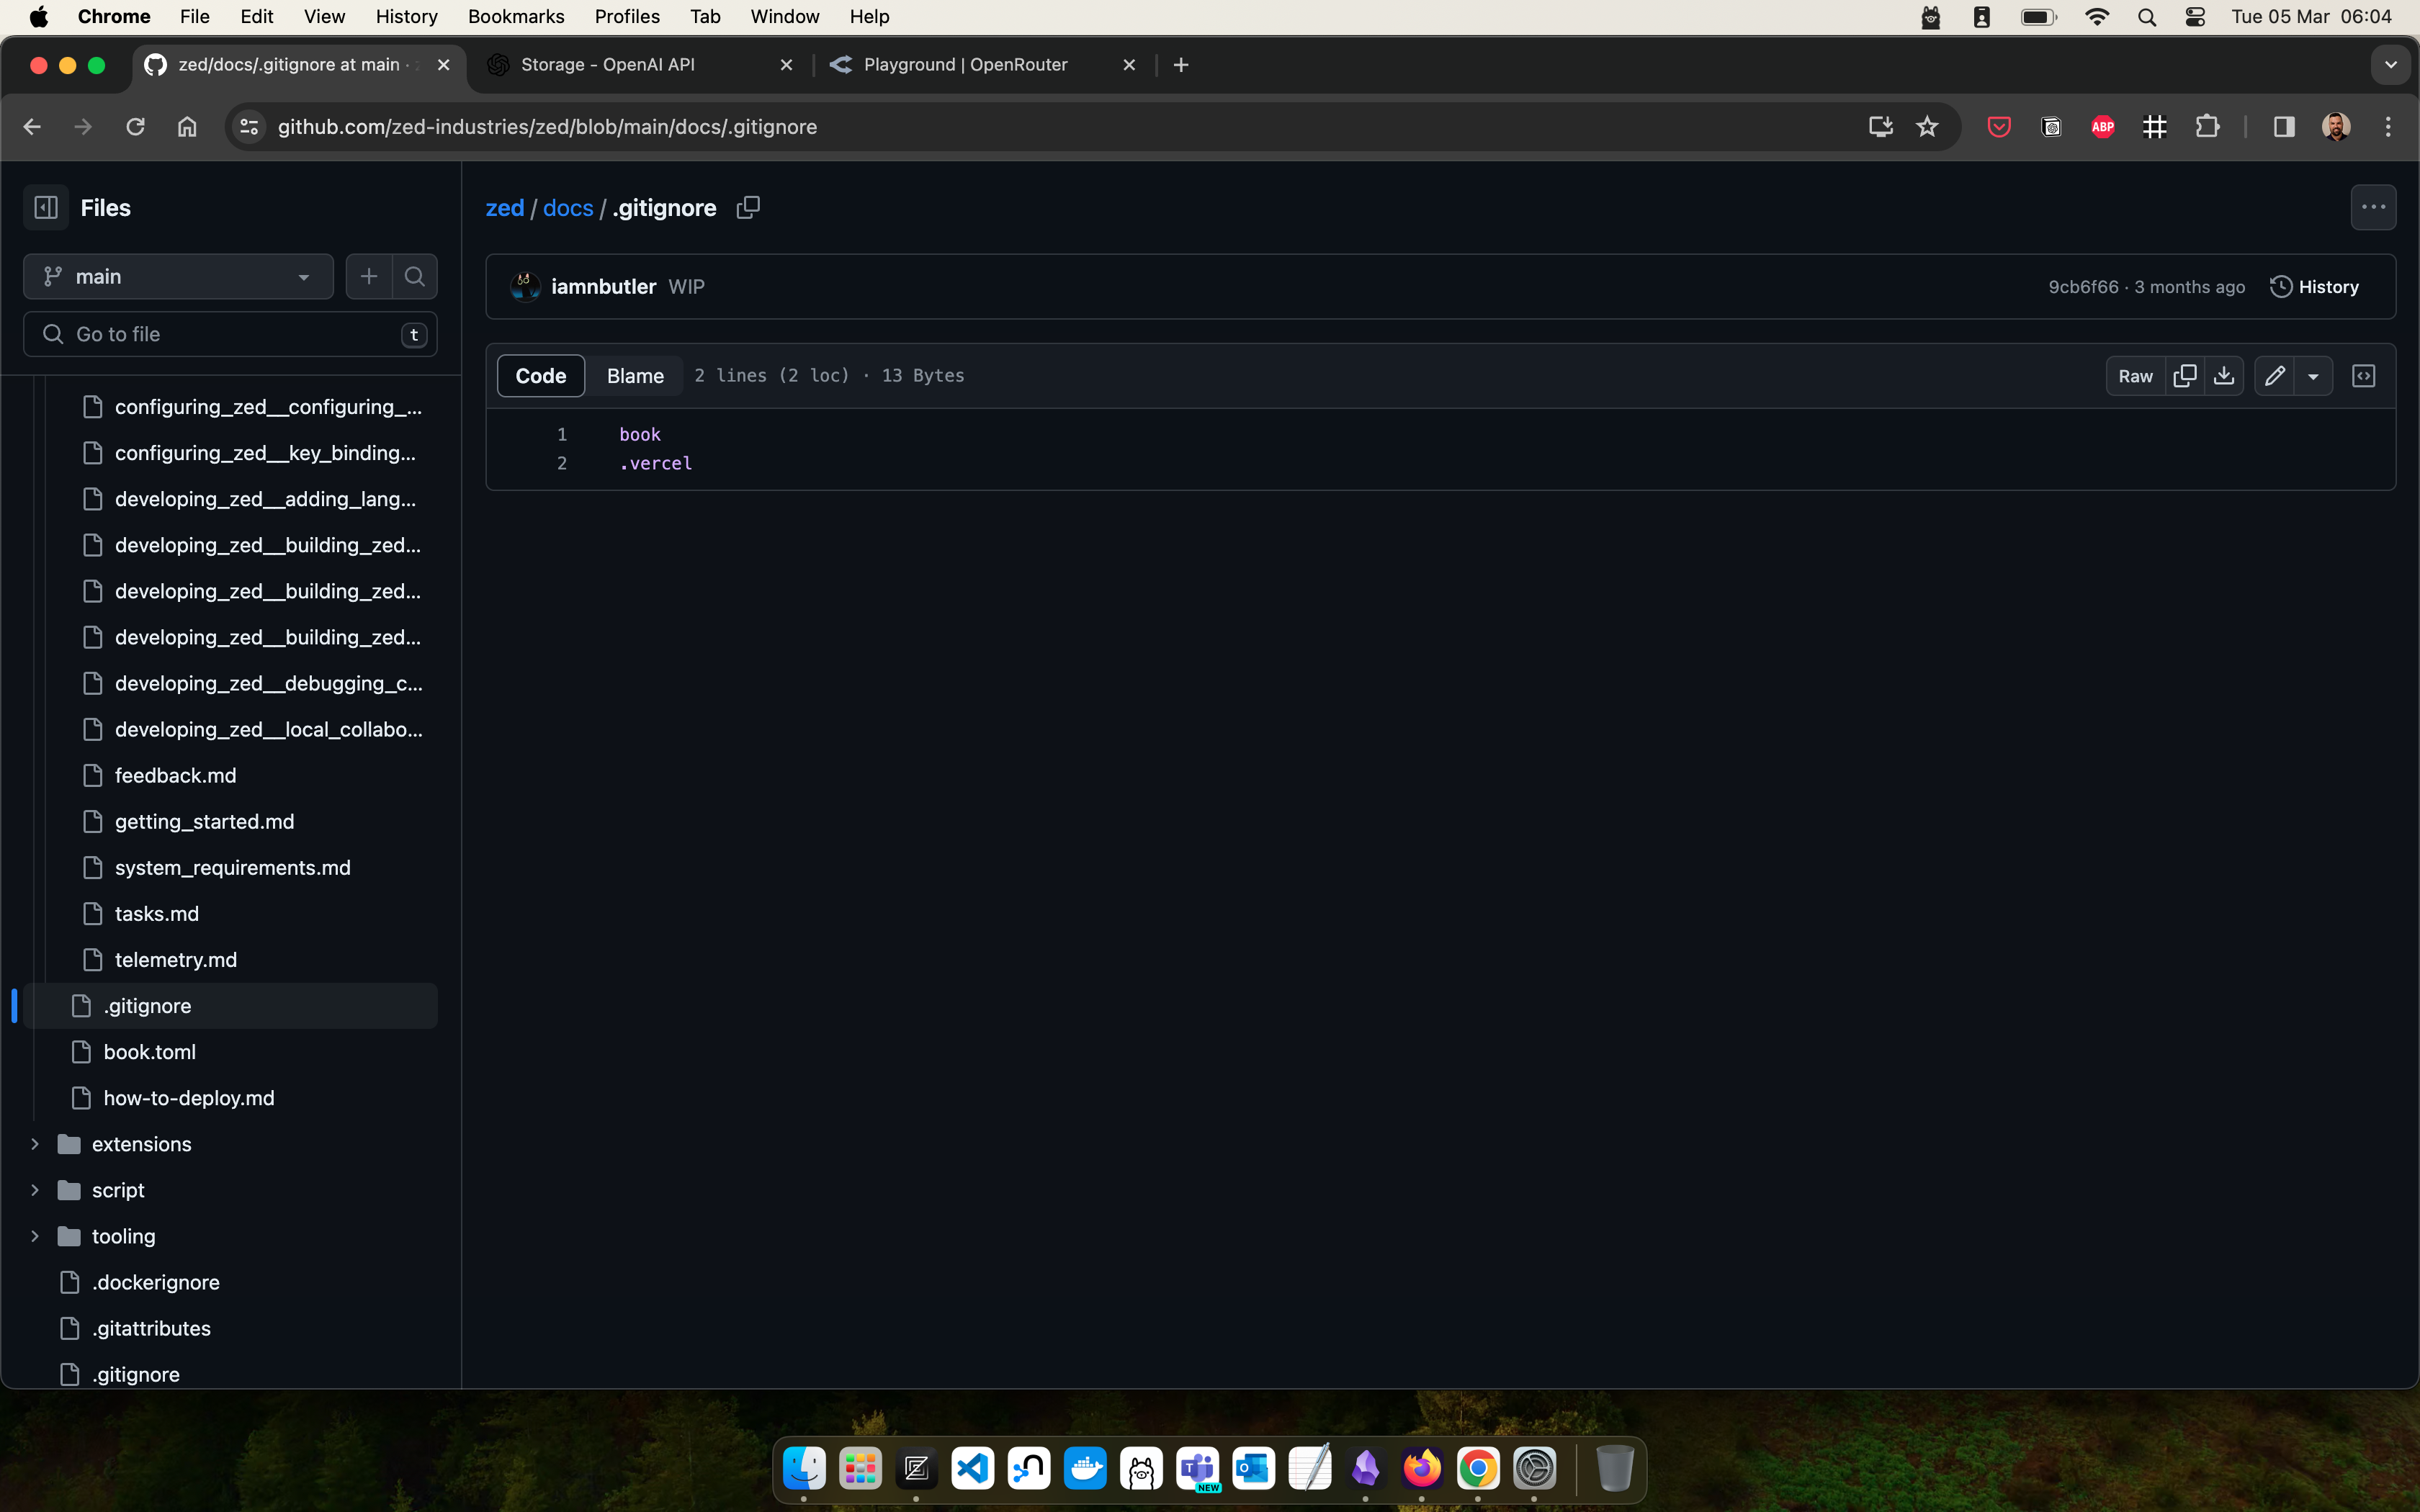 Chrome File Edit View History Bookmarks Profiles Tab Window Help Tue 05 Mar 06:04
zed/docs/.gitignore at main · Storage - OpenAI API Playground | OpenRouter
github.com/zed-industries/zed/blob/main/docs/.gitignore ABP
Files
main
Go to file t
configuring_zed__configuring_...
configuring_zed__key_binding...
developing_zed__adding_lang...
developing_zed__building_zed...
developing_zed__building_zed...
developing_zed__building_zed...
developing_zed__debugging_c...
developing_zed__local_collabo...
feedback.md
getting_started.md
system_requirements.md
tasks.md
telemetry.md
.gitignore
book.toml
how-to-deploy.md
extensions
script
tooling
.dockerignore
.gitattributes
.gitignore
zed / docs / .gitignore
iamnbutler WIP 9cb6f66 · 3 months ago History
Code Blame 2 lines (2 loc) · 13 Bytes Raw
1 book
2 .vercel
NEW